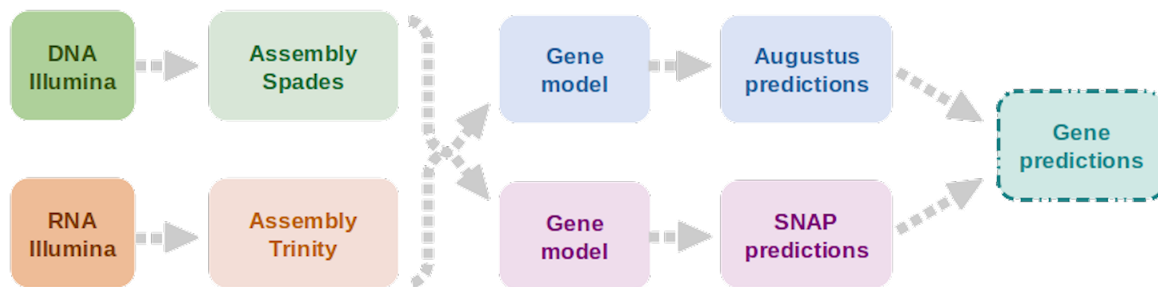 DNA
Illumina
Assembly
Spades
Gene
model
Augustus
predictions
Gene
predictions
RNA
Illumina
Assembly
Trinity
Gene
model
SNAP
predictions